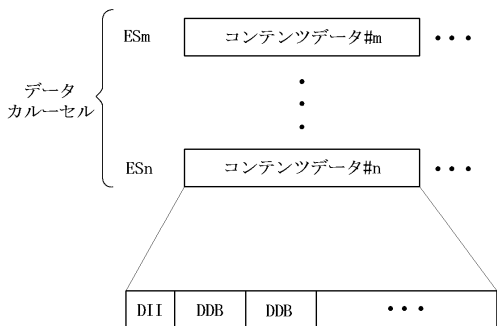 ESm
コンテンツデータ#m
・・・
データ
カルーセル
ESn
コンテンツデータ#n
・・・
DII
DDB
DDB
・・・